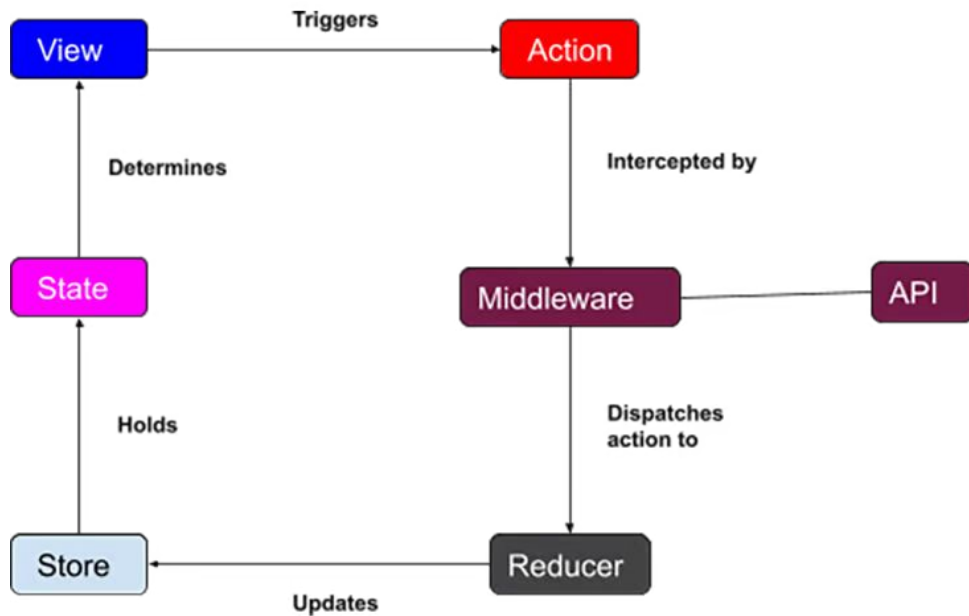 Triggers
View
Action
Determines
Intercepted by
State
Middleware
API
Holds
Dispatches
action to
Store
Reducer
Updates